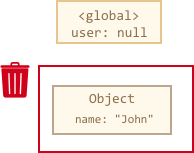 <global>
user: null
Object
name: "John"